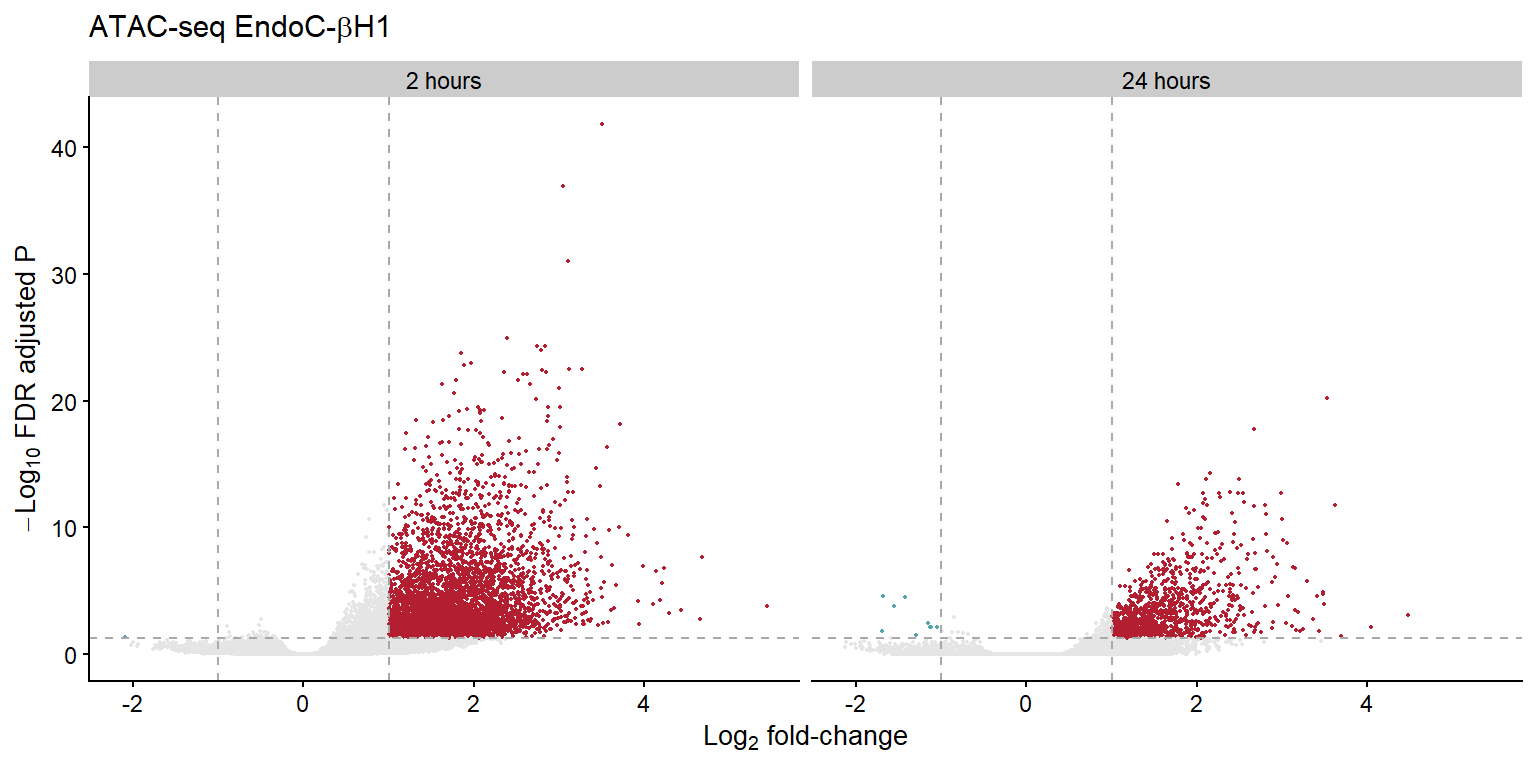 ATAC-seq EndoC-βH1
2 hours
24 hours
−Log₁₀ FDR adjusted P
40
30
20
10
0
-2 0 2 4
-2 0 2 4
Log₂ fold-change